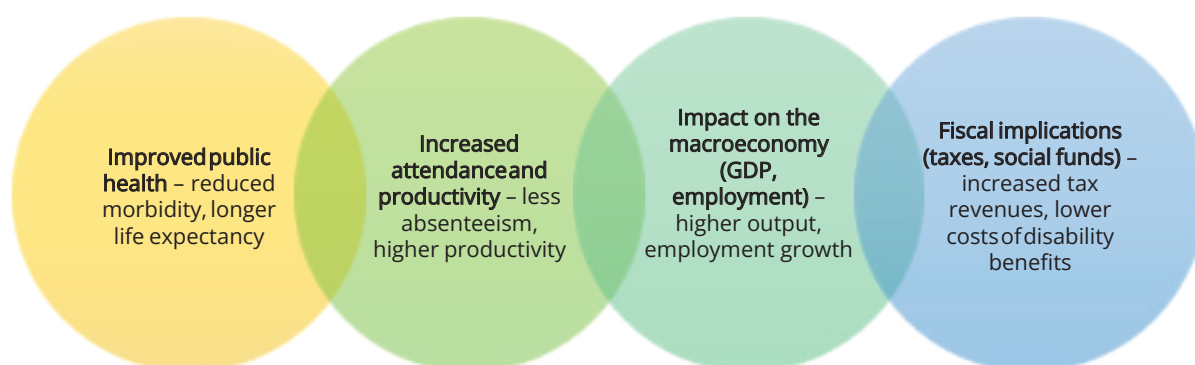 Improved public
health – reduced
morbidity, longer
life expectancy
Increased
attendance and
productivity – less
absenteeism,
higher productivity
Impact on the
macroeconomy
(GDP,
employment) –
higher output,
employment growth
Fiscal implications
(taxes, social funds) –
increased tax
revenues, lower
costs of disability
benefits